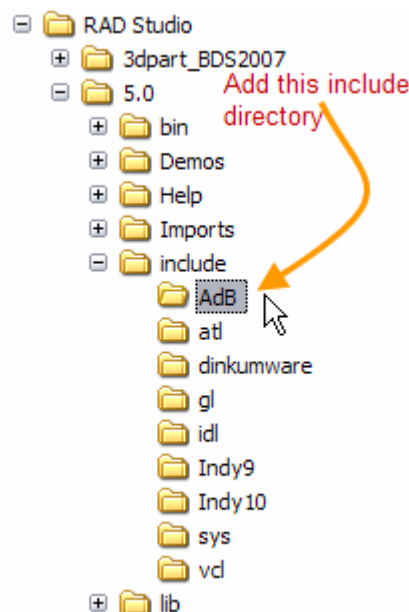 RAD Studio
3dpart_BDS2007
5.0
Add this include
directory
bin
Demos
Help
Imports
include
AdB
atl
dinkumware
gl
idl
Indy9
Indy10
sys
vcl
lib